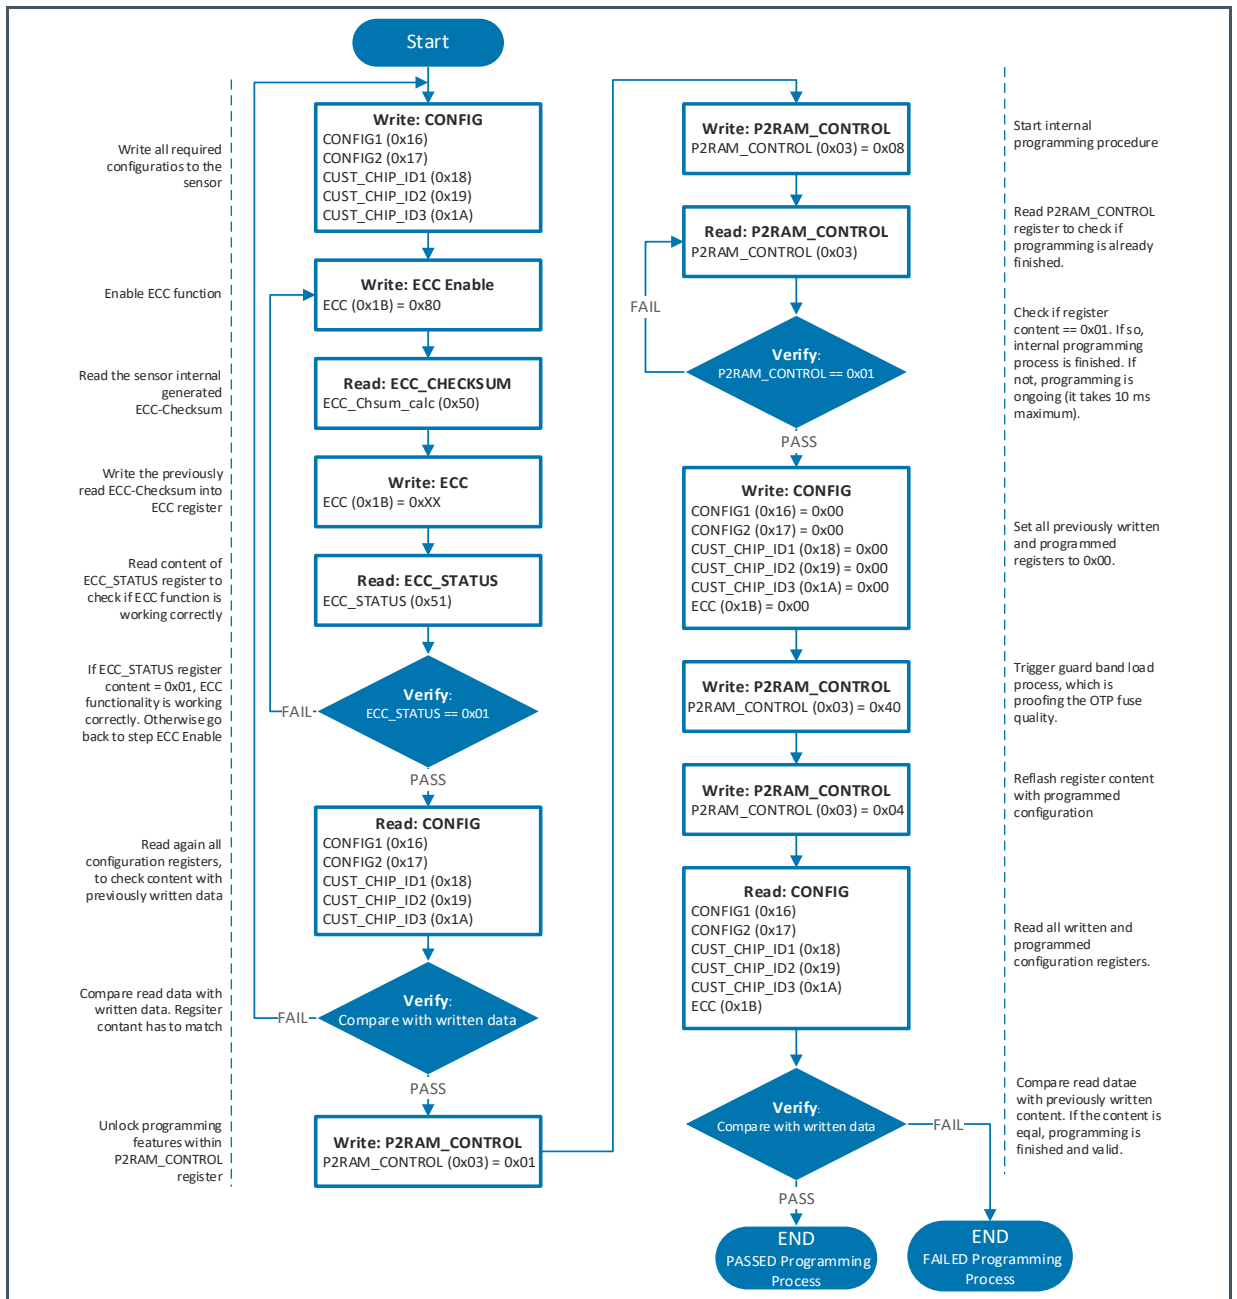 Start
Write all required
configuratios to the
sensor
Write: CONFIG
CONFIG1 (0x16)
CONFIG2 (0x17)
CUST_CHIP_ID1 (0x18)
CUST_CHIP_ID2 (0x19)
CUST_CHIP_ID3 (0x1A)
Enable ECC function
Write: ECC Enable
ECC (0x1B) = 0x80
Read the sensor internal
generated
ECC-Checksum
Read: ECC_CHECKSUM
ECC_Chsum_calc (0x50)
Write the previously
read ECC-Checksum into
ECC register
Write: ECC
ECC (0x1B) = 0xXX
Read content of
ECC_STATUS register to
check if ECC function is
working correctly
Read: ECC_STATUS
ECC_STATUS (0x51)
If ECC_STATUS register
content = 0x01, ECC
functionality is working
correctly. Otherwise go
back to step ECC Enable
FAIL
Verify:
ECC_STATUS == 0x01
PASS
Read again all
configuration registers,
to check content with
previously written data
Read: CONFIG
CONFIG1 (0x16)
CONFIG2 (0x17)
CUST_CHIP_ID1 (0x18)
CUST_CHIP_ID2 (0x19)
CUST_CHIP_ID3 (0x1A)
Compare read data with
written data. Regsiter
contant has to match
FAIL
Verify:
Compare with written data
PASS
Unlock programming
features within
P2RAM_CONTROL
register
Write: P2RAM_CONTROL
P2RAM_CONTROL (0x03) = 0x01
Write: P2RAM_CONTROL
P2RAM_CONTROL (0x03) = 0x08
Start internal
programming procedure
Read: P2RAM_CONTROL
P2RAM_CONTROL (0x03)
Read P2RAM_CONTROL
register to check if
programming is already
finished.
FAIL
Verify:
P2RAM_CONTROL == 0x01
Check if register
content == 0x01. If so,
internal programming
process is finished. If
not, programming is
ongoing (it takes 10 ms
maximum).
PASS
Write: CONFIG
CONFIG1 (0x16) = 0x00
CONFIG2 (0x17) = 0x00
CUST_CHIP_ID1 (0x18) = 0x00
CUST_CHIP_ID2 (0x19) = 0x00
CUST_CHIP_ID3 (0x1A) = 0x00
ECC (0x1B) = 0x00
Set all previously written
and programmed
registers to 0x00.
Write: P2RAM_CONTROL
P2RAM_CONTROL (0x03) = 0x40
Trigger guard band load
process, which is
proofing the OTP fuse
quality.
Write: P2RAM_CONTROL
P2RAM_CONTROL (0x03) = 0x04
Reflash register content
with programmed
configuration
Read: CONFIG
CONFIG1 (0x16)
CONFIG2 (0x17)
CUST_CHIP_ID1 (0x18)
CUST_CHIP_ID2 (0x19)
CUST_CHIP_ID3 (0x1A)
ECC (0x1B)
Read all written and
programmed
configuration registers.
Verify:
Compare with written data
FAIL
Compare read datae
with previously written
content. If the content is
eqal, programming is
finished and valid.
PASS
END
PASSED Programming
Process
END
FAILED Programming
Process